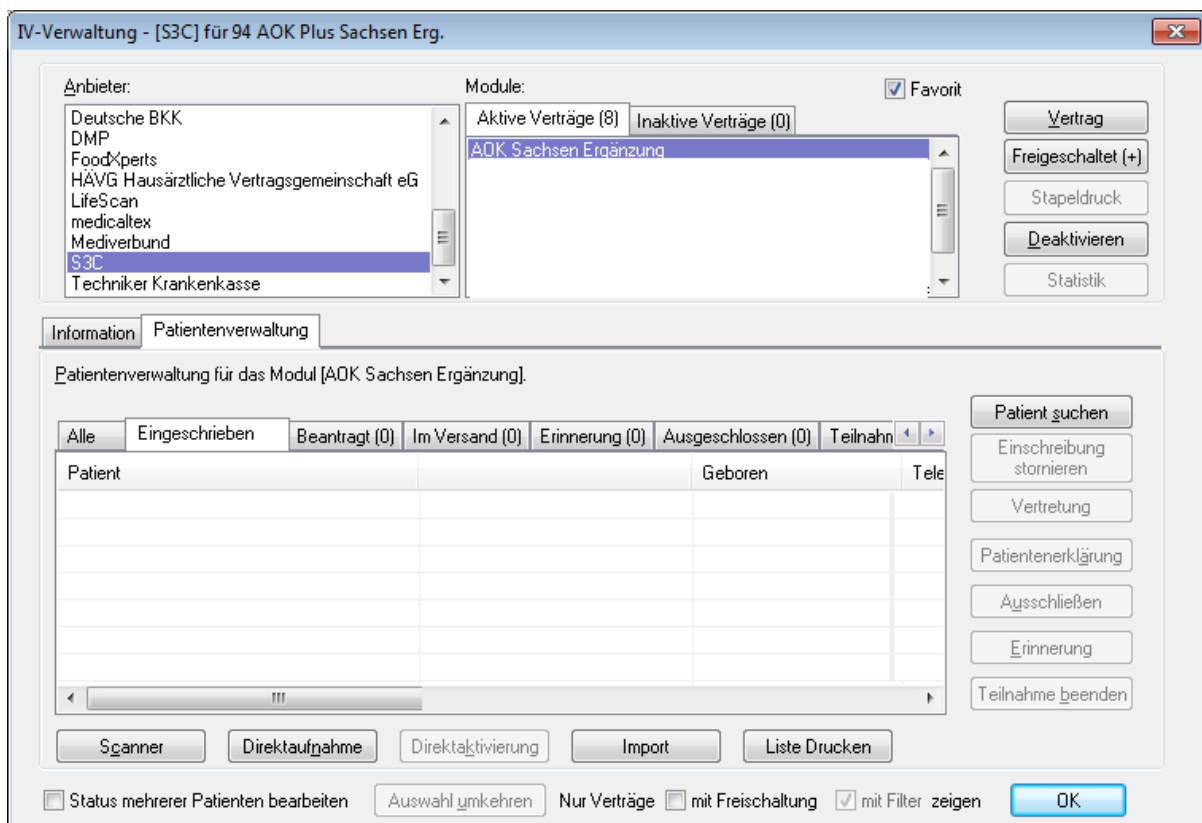 IV-Verwaltung - [S3C] für 94 AOK Plus Sachsen Erg.
Anbieter:
Deutsche BKK
DMP
FoodXperts
HÄVG Hausärztliche Vertragsgemeinschaft eG
LifeScan
medicaltex
Mediverbund
S3C
Techniker Krankenkasse
Module:
Favorit
Aktive Verträge (8)
Inaktive Verträge (0)
AOK Sachsen Ergänzung
Vertrag
Freigeschaltet (+)
Stapeldruck
Deaktivieren
Statistik
Information
Patientenverwaltung
Patientenverwaltung für das Modul [AOK Sachsen Ergänzung].
Alle
Eingeschrieben
Beantragt (0)
Im Versand (0)
Erinnerung (0)
Ausgeschlossen (0)
Teilnahn
Patient
Geboren
Tele
Patient suchen
Einschreibung
stornieren
Vertretung
Patientenerklärung
Ausschließen
Erinnerung
Teilnahme beenden
Scanner
Direktaufnahme
Direktaktivierung
Import
Liste Drucken
Status mehrerer Patienten bearbeiten
Auswahl umkehren
Nur Verträge
mit Freischaltung
mit Filter zeigen
OK